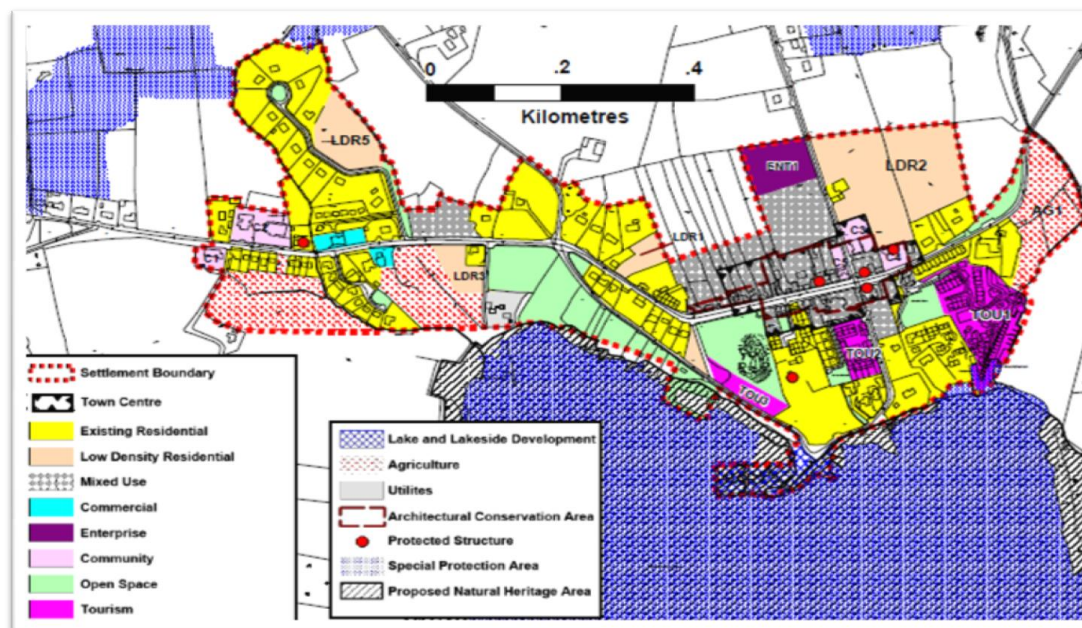 0 .2 .4
Kilometres
LDR5
ENT1
LDR2
AG1
C2
LDR1
C3
C1
LDR3
TOU1
TOU2
TOU3
Settlement Boundary
Town Centre
Existing Residential
Low Density Residential
Mixed Use
Commercial
Enterprise
Community
Open Space
Tourism
Lake and Lakeside Development
Agriculture
Utilites
Architectural Conservation Area
Protected Structure
Special Protection Area
Proposed Natural Heritage Area